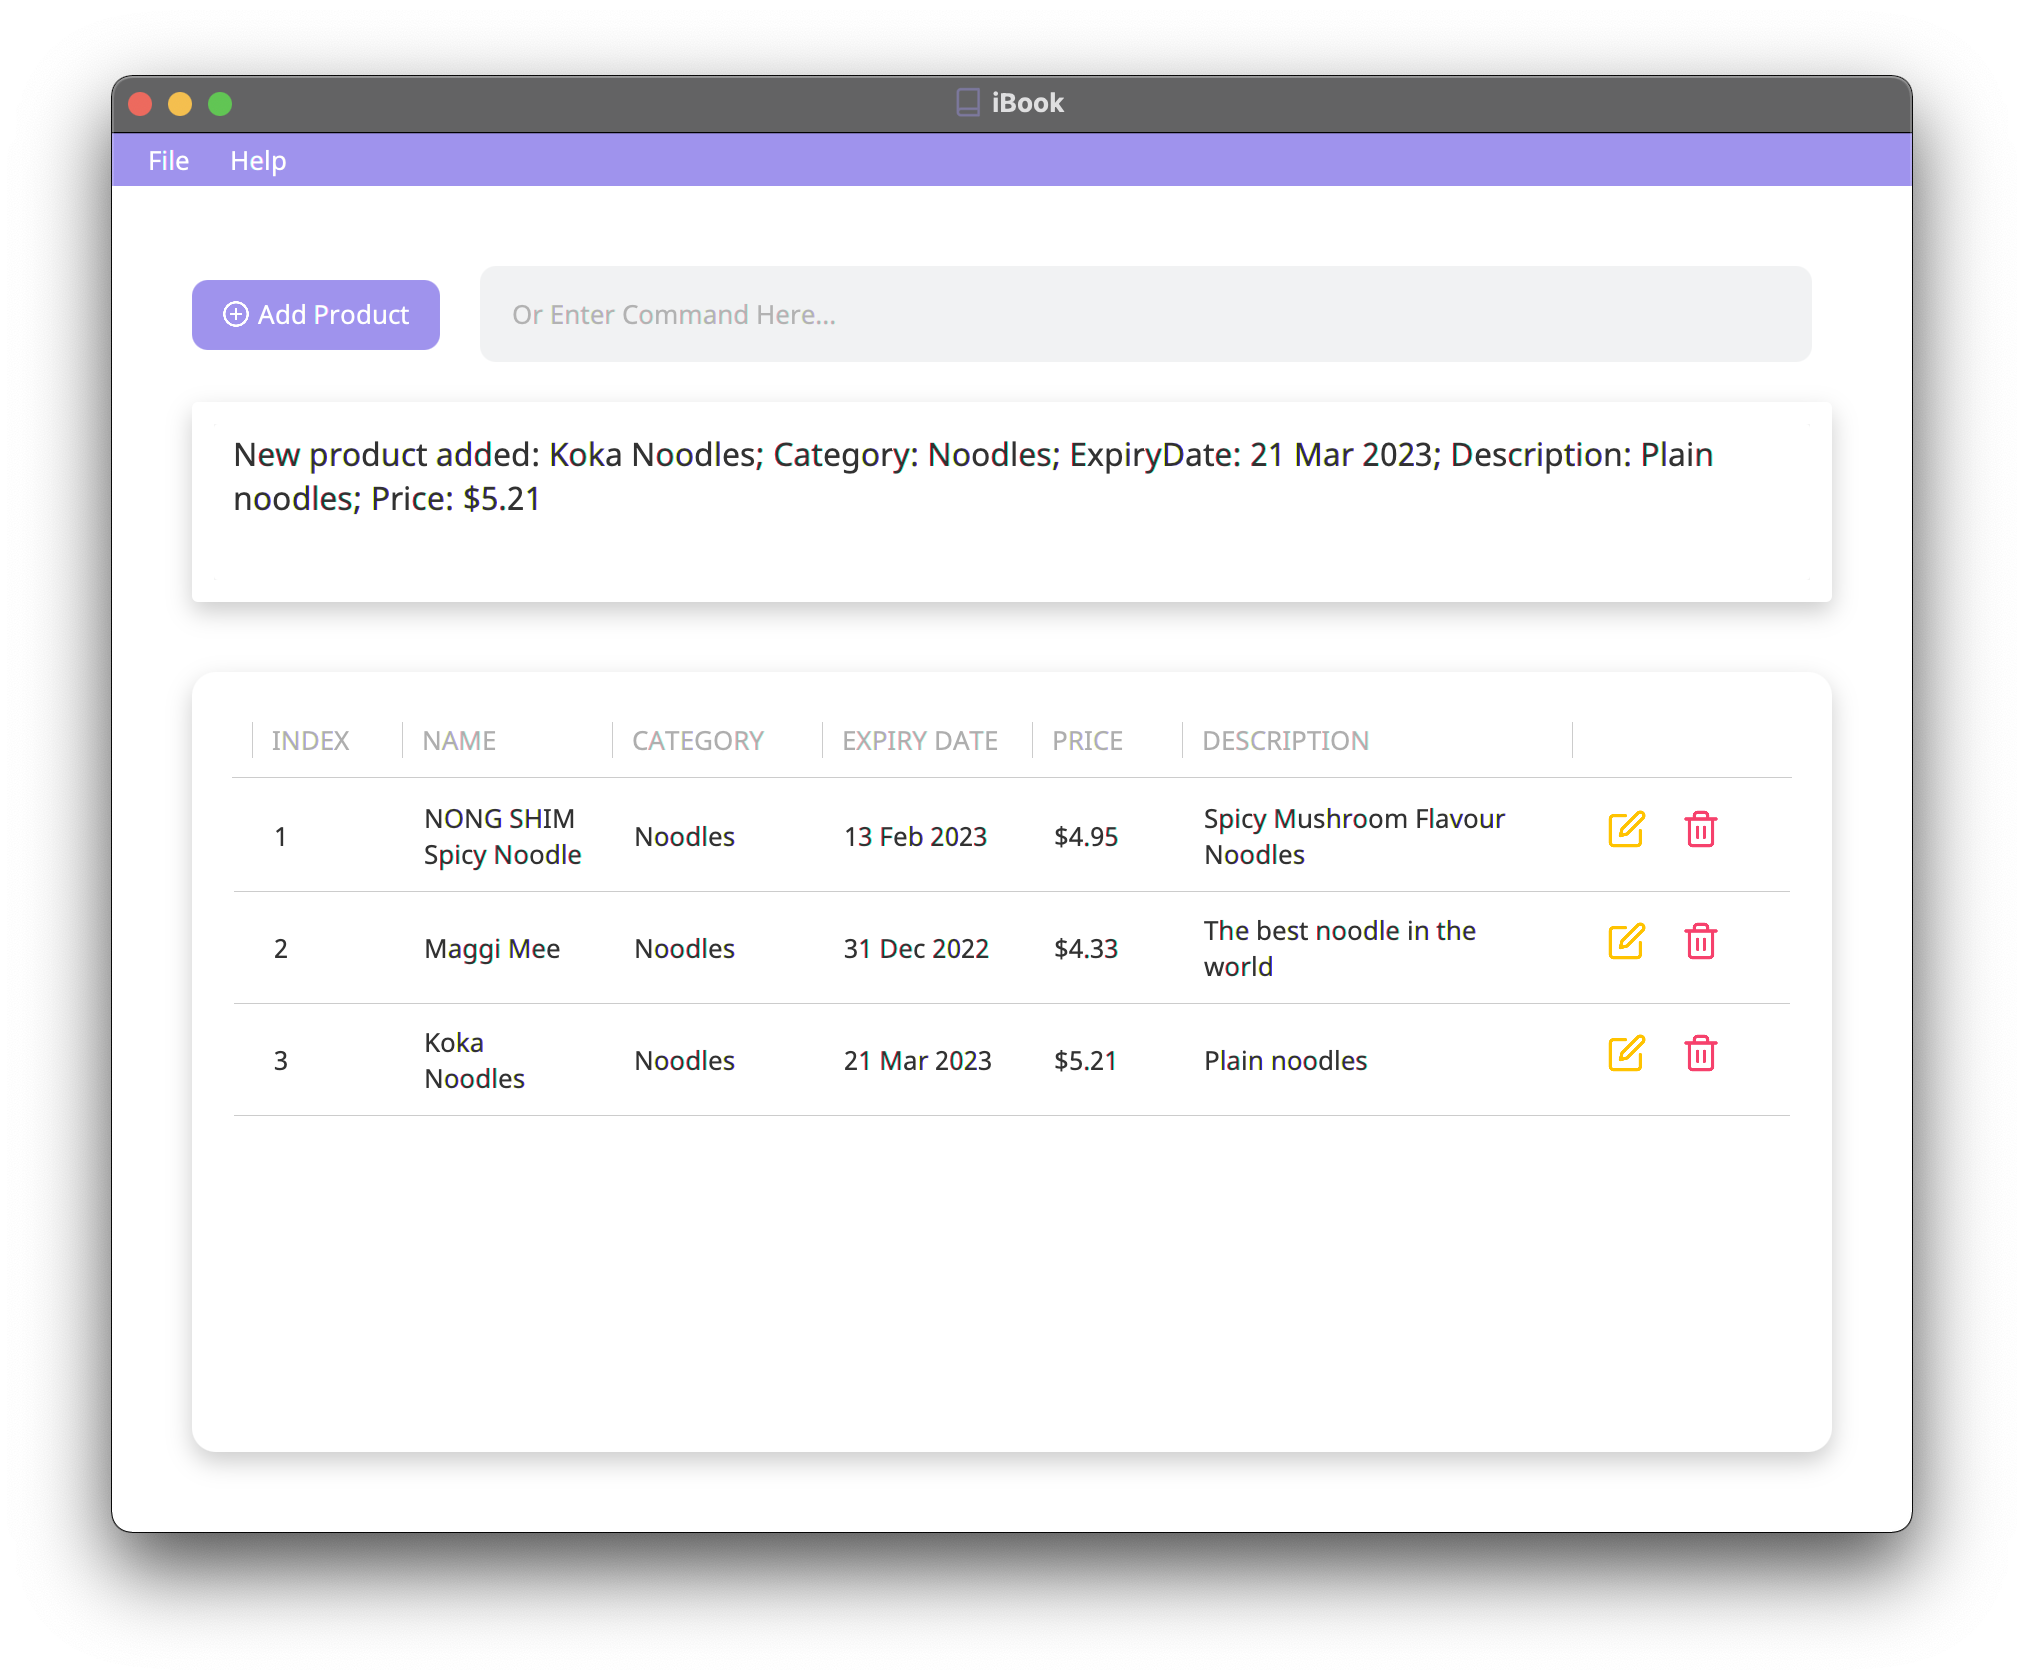 iBook
File Help
Add Product Or Enter Command Here...
New product added: Koka Noodles; Category: Noodles; ExpiryDate: 21 Mar 2023; Description: Plain
noodles; Price: $5.21
INDEX NAME CATEGORY EXPIRY DATE PRICE DESCRIPTION
1 NONG SHIM Spicy Noodle Noodles 13 Feb 2023 $4.95 Spicy Mushroom Flavour Noodles
2 Maggi Mee Noodles 31 Dec 2022 $4.33 The best noodle in the world
3 Koka Noodles Noodles 21 Mar 2023 $5.21 Plain noodles